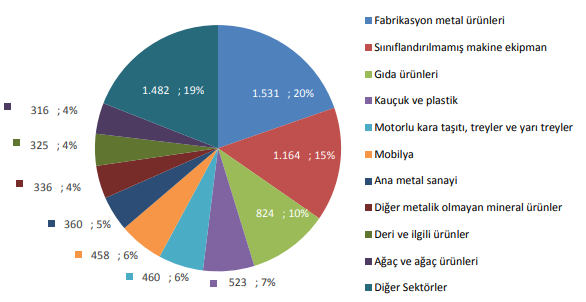 1.531 ; 20%
1.164 ; 15%
824 ; 10%
523 ; 7%
460 ; 6%
458 ; 6%
360 ; 5%
336 ; 4%
325 ; 4%
316 ; 4%
1.482 ; 19%
Fabrikasyon metal ürünleri
Sınıflandırılmamış makine ekipman
Gıda ürünleri
Kauçuk ve plastik
Motorlu kara taşıtı, treyler ve yarı treyler
Mobilya
Ana metal sanayi
Diğer metalik olmayan mineral ürünler
Deri ve ilgili ürünler
Ağaç ve ağaç ürünleri
Diğer Sektörler